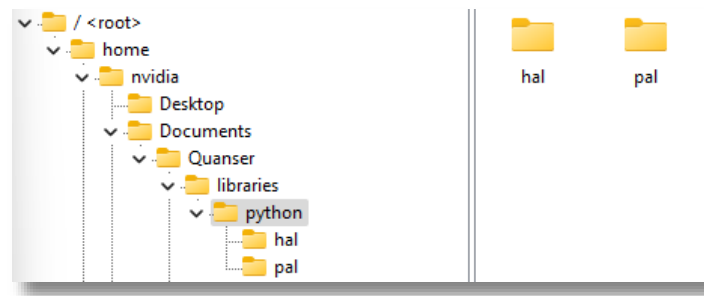 / <root>
home
nvidia
Desktop
Documents
Quanser
libraries
python
hal
pal
hal
pal